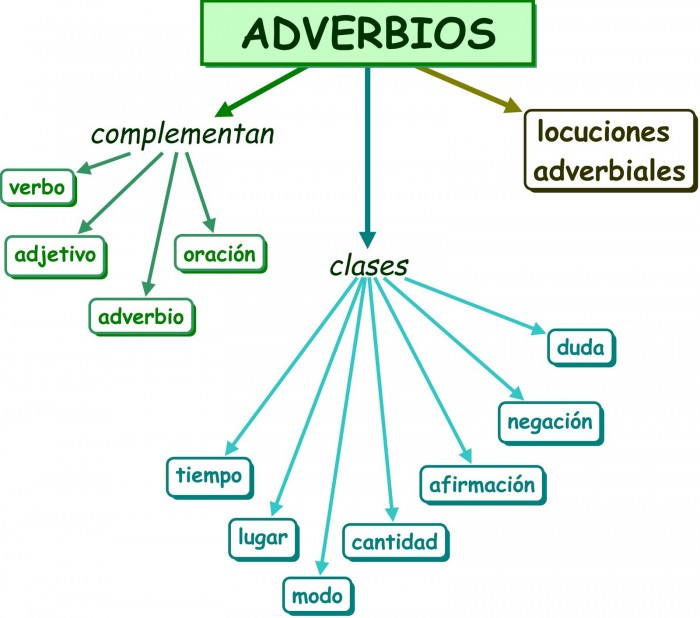 ADVERBIOS
complementan
verbo
adjetivo
adverbio
oración
clases
tiempo
lugar
modo
cantidad
afirmación
negación
duda
locuciones
adverbiales